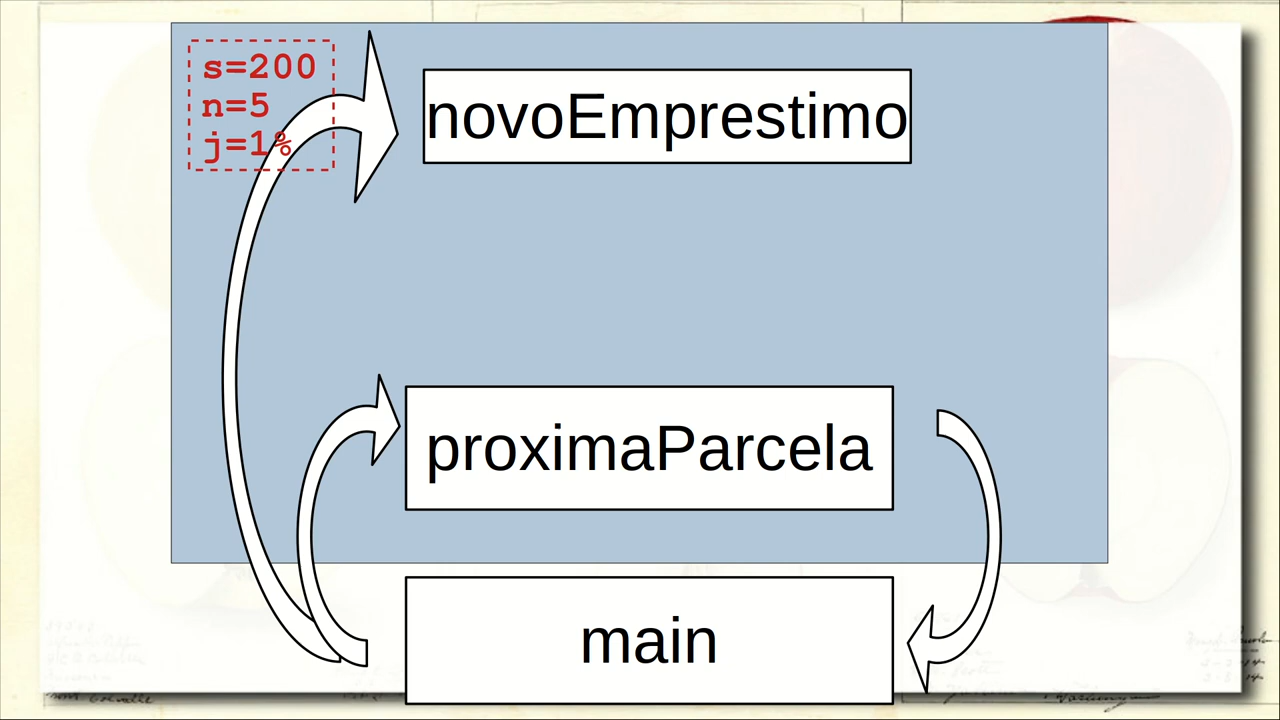 s=200
n=5
j=1%
novoEmprestimo
proximaParcela
main